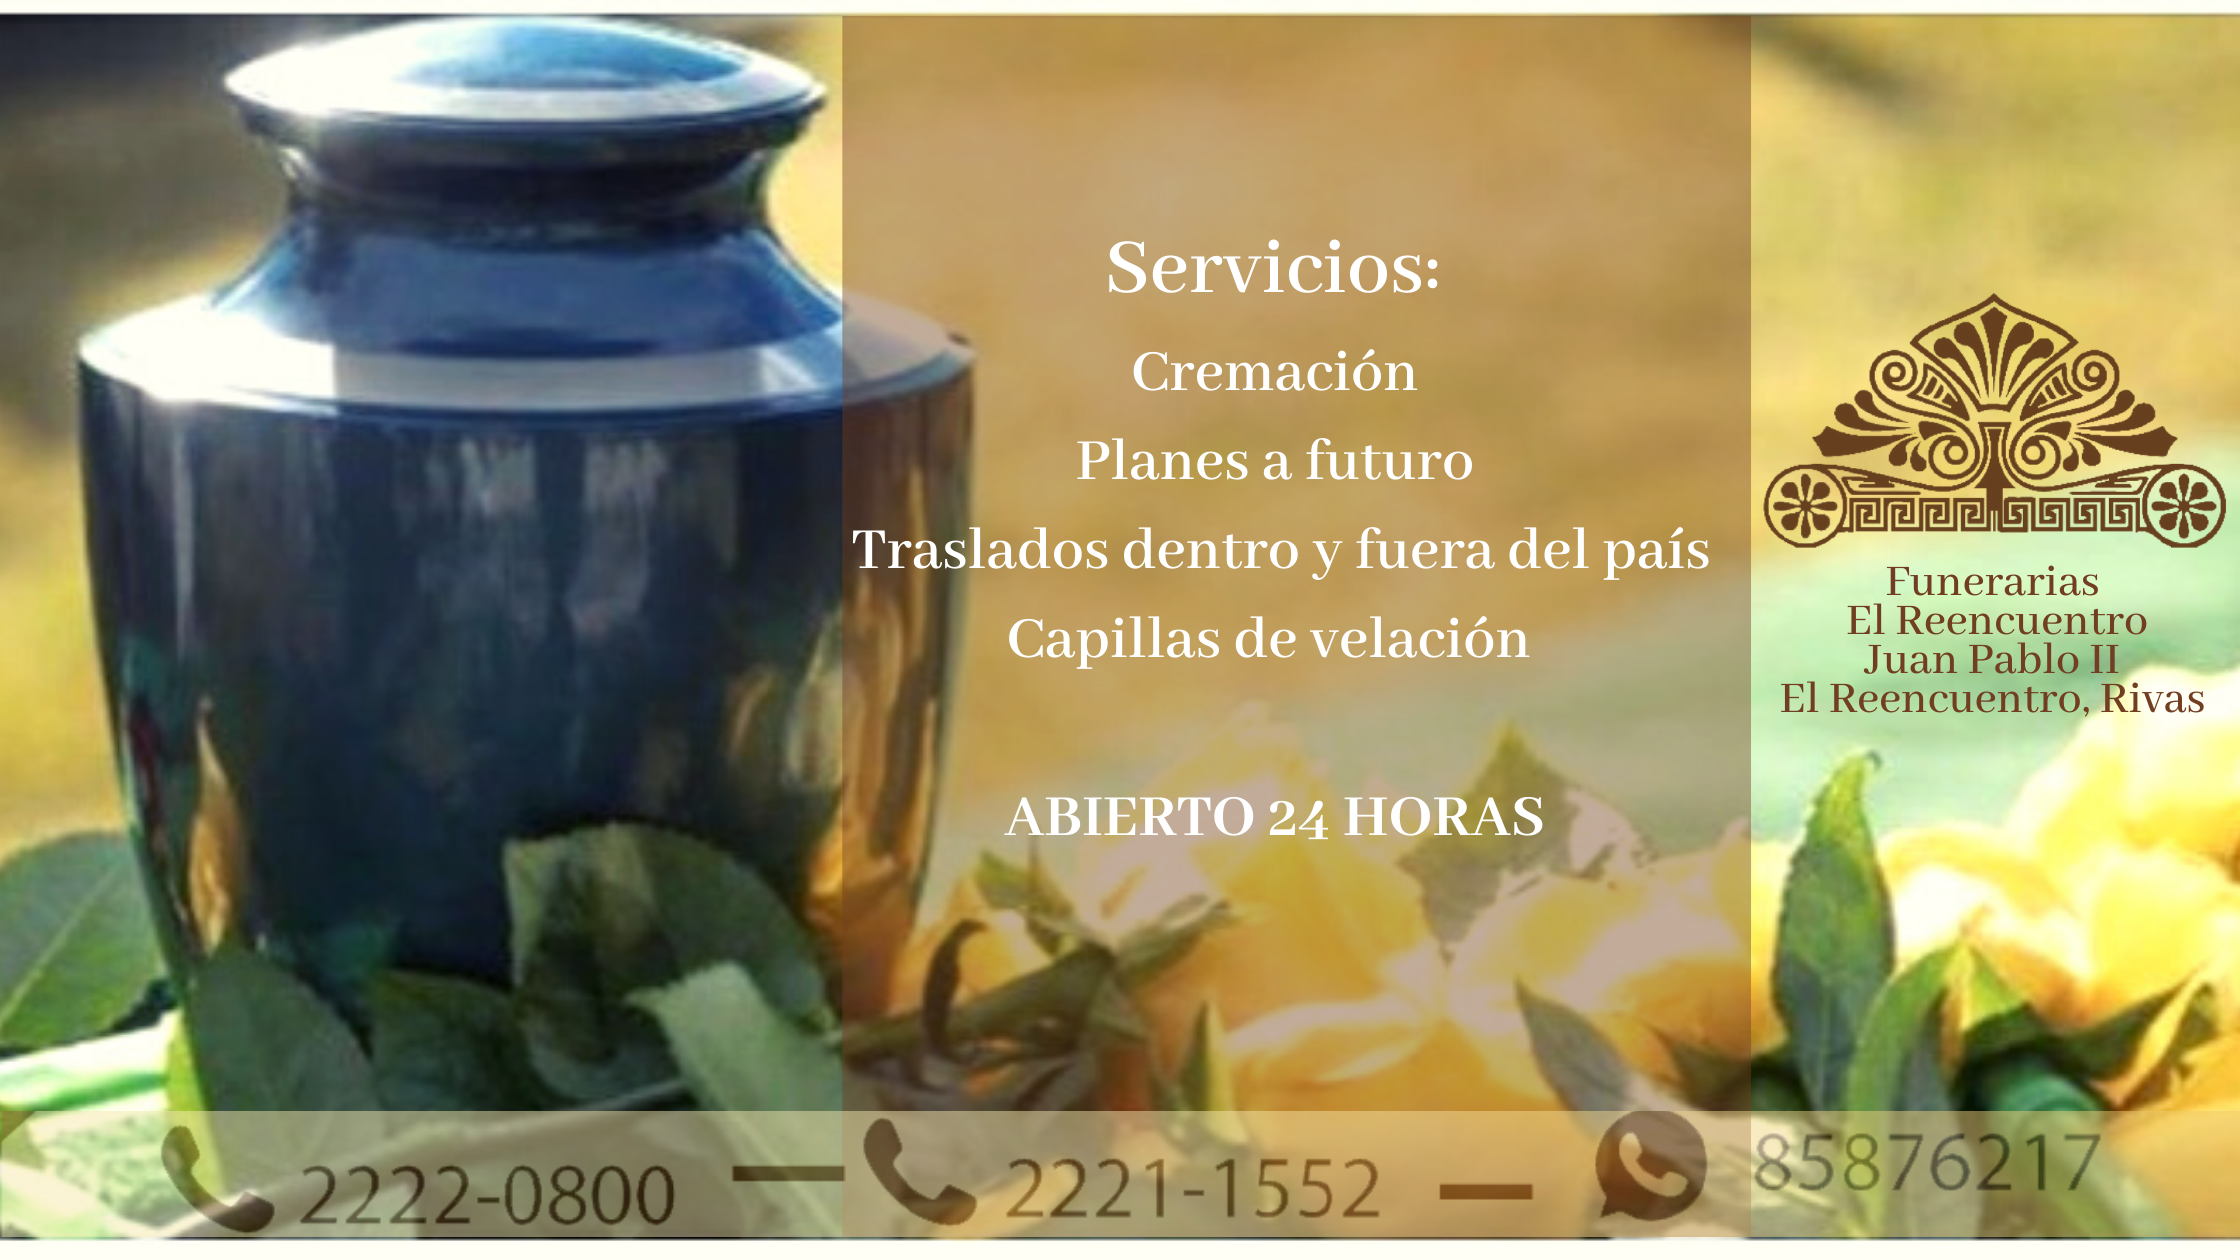 Servicios:
Cremación
Planes a futuro
Traslados dentro y fuera del país
Capillas de velación
ABIERTO 24 HORAS
Funerarias
El Reencuentro
Juan Pablo II
El Reencuentro, Rivas
2222-0800 — 2221-1552 — 85876217